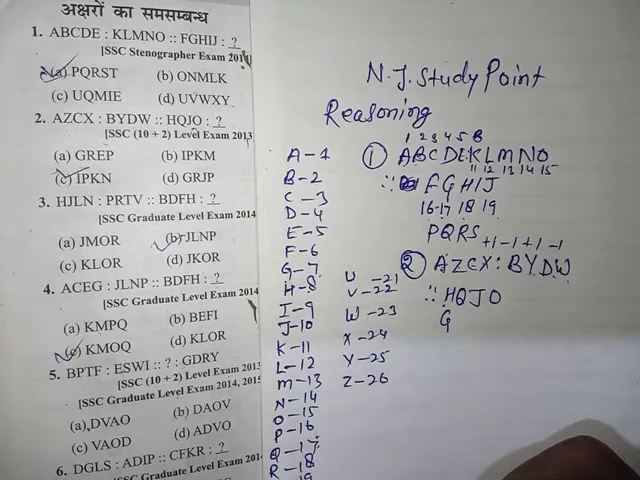 अक्षरों का समसम्बन्ध
1. ABCDE : KLMNO :: FGHIJ : ?
[SSC Stenographer Exam
(a) PQRST (b) ONMLK
(c) UQMIE (d) UVWXY
2. AZCX : BYDW :: HQJO : ?
[SSC (10 + 2) Level Exam 2013
(a) GREP (b) IPKM
(c) IPKN (d) GRJP
3. HJLN : PRTV :: BDFH : ?
[SSC Graduate Level Exam 2014
(a) JMOR (b) JLNP
(c) KLOR (d) JKOR
4. ACEG : JLNP :: BDFH : ?
[SSC Graduate Level Exam 2014
(a) KMPQ (b) BEFI
(c) KMOQ (d) KLOR
5. BPTF : ESWI :: ? : GDRY
[SSC (10 + 2) Level Exam 2013
[SSC Graduate Level Exam 2014, 2015
(a) DVAO (b) DAOV
(c) VAOD (d) ADVO
6. DGLS : ADIP :: CFKR : ?
SSC Graduate Level Exam 2014
N.J. Study Point
Reasoning
A-1
B-2
C-3
D-4
E-5
F-6
G-7
H-8
I-9
J-10
K-11
L-12
M-13
N-14
O-15
P-16
Q-17
R-18
19
U-21
V-22
W-23
X-24
Y-25
Z-26
1 2 3 4 5
① ABCDE KLMNO
11 12 13 14 15
:: FGHIJ
16-17 18 19
PQRS
+1-1+1-1
② AZCX : BYDW
:: HQJO
G